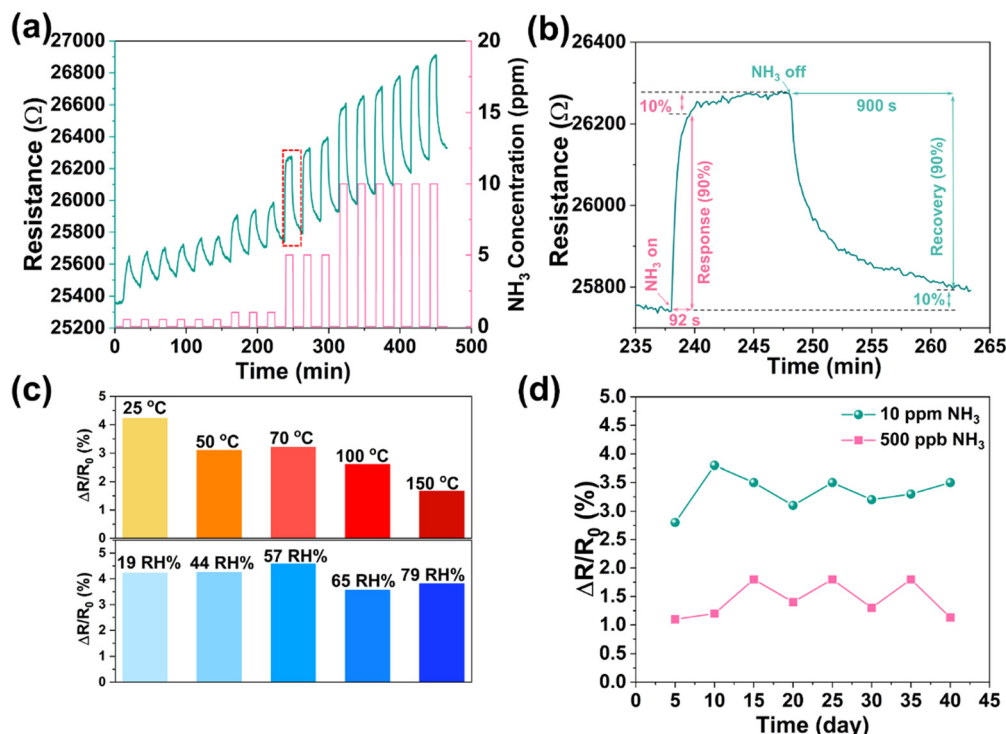 (a)
27000
26800
26600
26400
26200
26000
25800
25600
25400
25200
Resistance (Ω)
0 100 200 300 400 500
Time (min)
20
15
10
5
0
NH₃ Concentration (ppm)
(b)
26400
26200
26000
25800
Resistance (Ω)
NH₃ off
10%
900 s
Response (90%)
Recovery (90%)
NH₃ on
92 s
10%
235 240 245 250 255 260 265
Time (min)
(c)
5
4
3
2
1
0
ΔR/R₀ (%)
25 °C
50 °C
70 °C
100 °C
150 °C
5
4
3
2
1
0
ΔR/R₀ (%)
19 RH%
44 RH%
57 RH%
65 RH%
79 RH%
(d)
5.0
4.5
4.0
3.5
3.0
2.5
2.0
1.5
1.0
0.5
0.0
ΔR/R₀ (%)
10 ppm NH₃
500 ppb NH₃
0 5 10 15 20 25 30 35 40 45
Time (day)